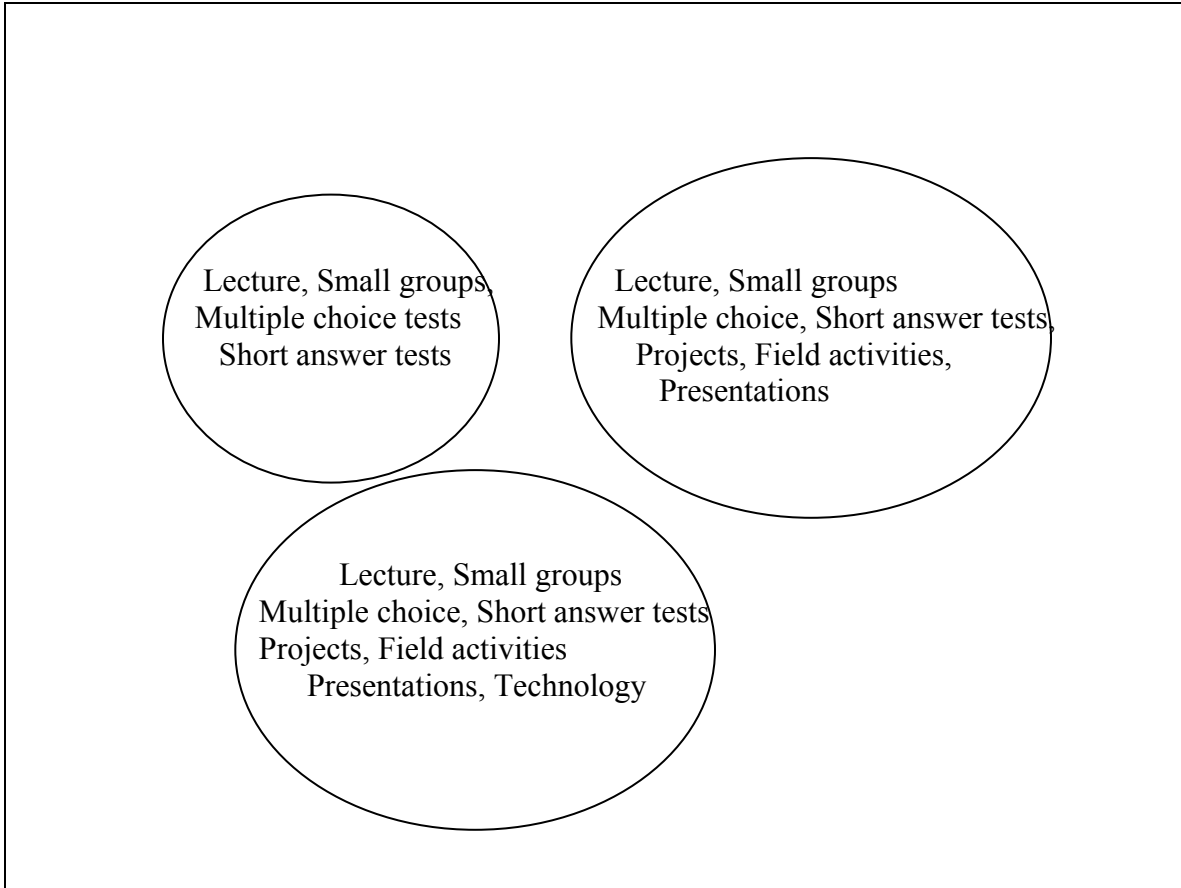 Lecture, Small groups,
Multiple choice tests
Short answer tests
Lecture, Small groups
Multiple choice, Short answer tests,
Projects, Field activities,
Presentations
Lecture, Small groups
Multiple choice, Short answer tests
Projects, Field activities
Presentations, Technology